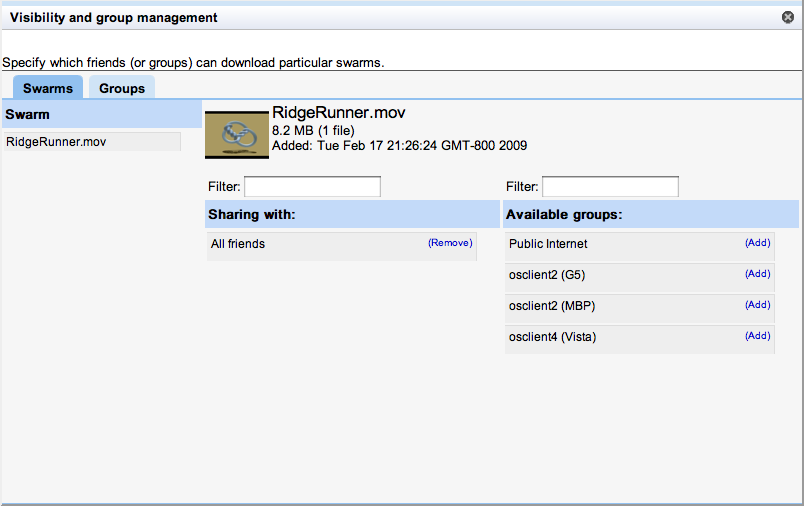 Visibility and group management
Specify which friends (or groups) can download particular swarms.
Swarms Groups
Swarm
RidgeRunner.mov
RidgeRunner.mov
8.2 MB (1 file)
Added: Tue Feb 17 21:26:24 GMT-800 2009
Filter:
Sharing with:
All friends (Remove)
Filter:
Available groups:
Public Internet (Add)
osclient2 (G5) (Add)
osclient2 (MBP) (Add)
osclient4 (Vista) (Add)